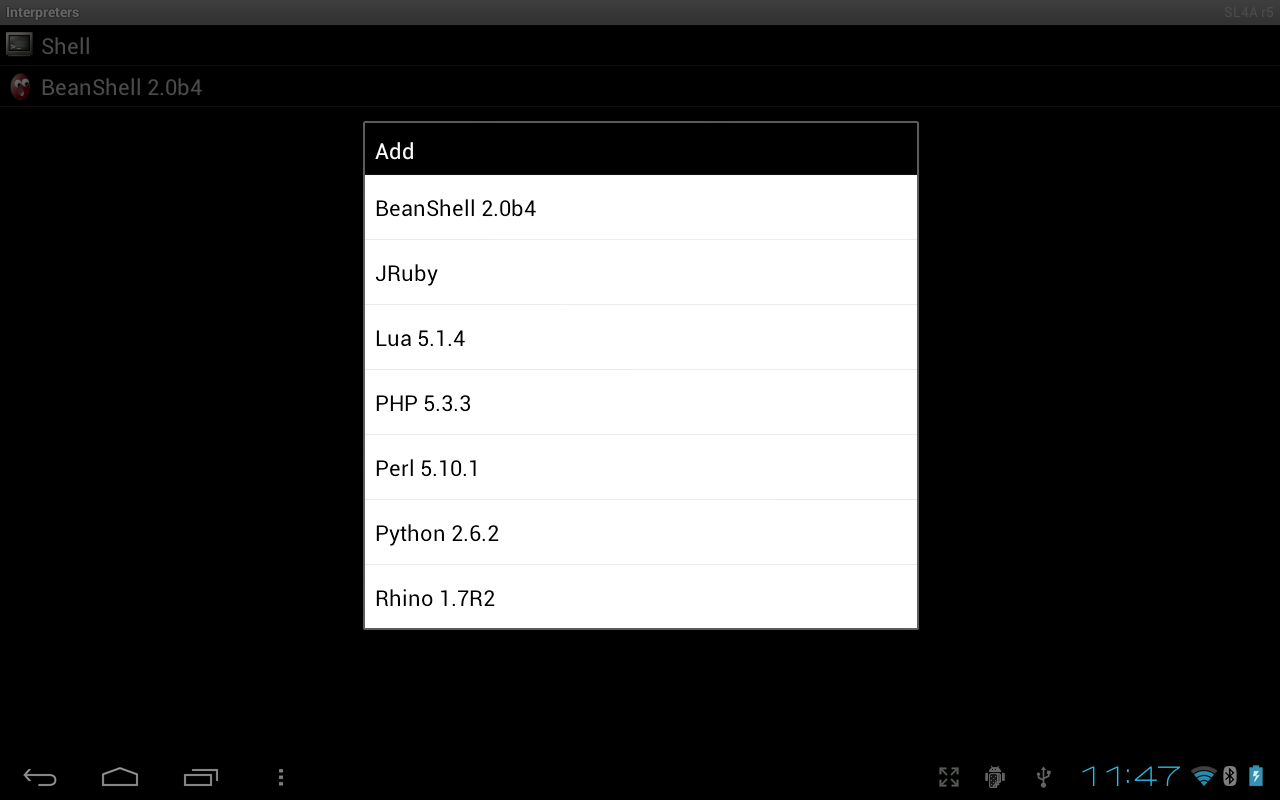 Interpreters
SL4A r5
Shell
BeanShell 2.0b4
Add
BeanShell 2.0b4
JRuby
Lua 5.1.4
PHP 5.3.3
Perl 5.10.1
Python 2.6.2
Rhino 1.7R2
11:47